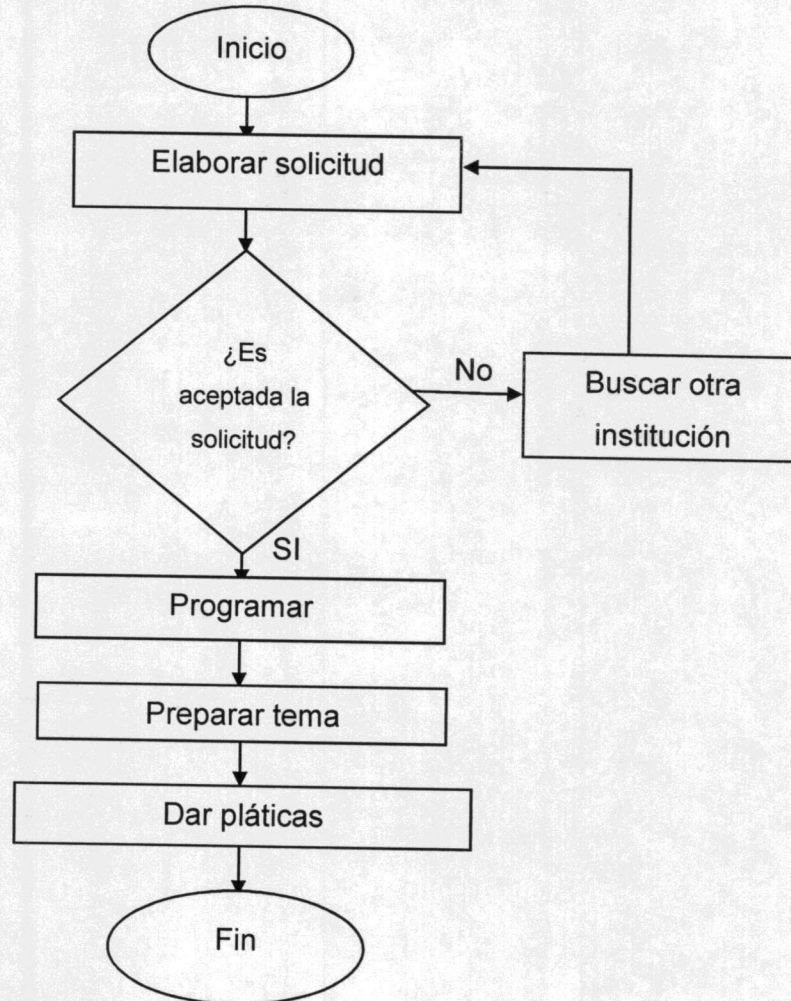 Inicio
Elaborar solicitud
¿Es
aceptada la
solicitud?
No
Buscar otra
institución
SI
Programar
Preparar tema
Dar pláticas
Fin